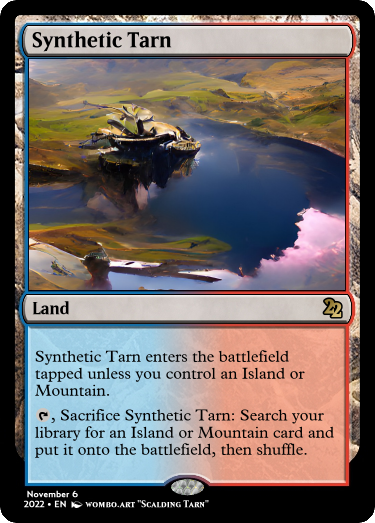 Synthetic Tarn
Land
22
Synthetic Tarn enters the battlefield
tapped unless you control an Island or
Mountain.
, Sacrifice Synthetic Tarn: Search your
library for an Island or Mountain card and
put it onto the battlefield, then shuffle.
November 6
2022 • EN WOMBO.ART "SCALDING TARN"